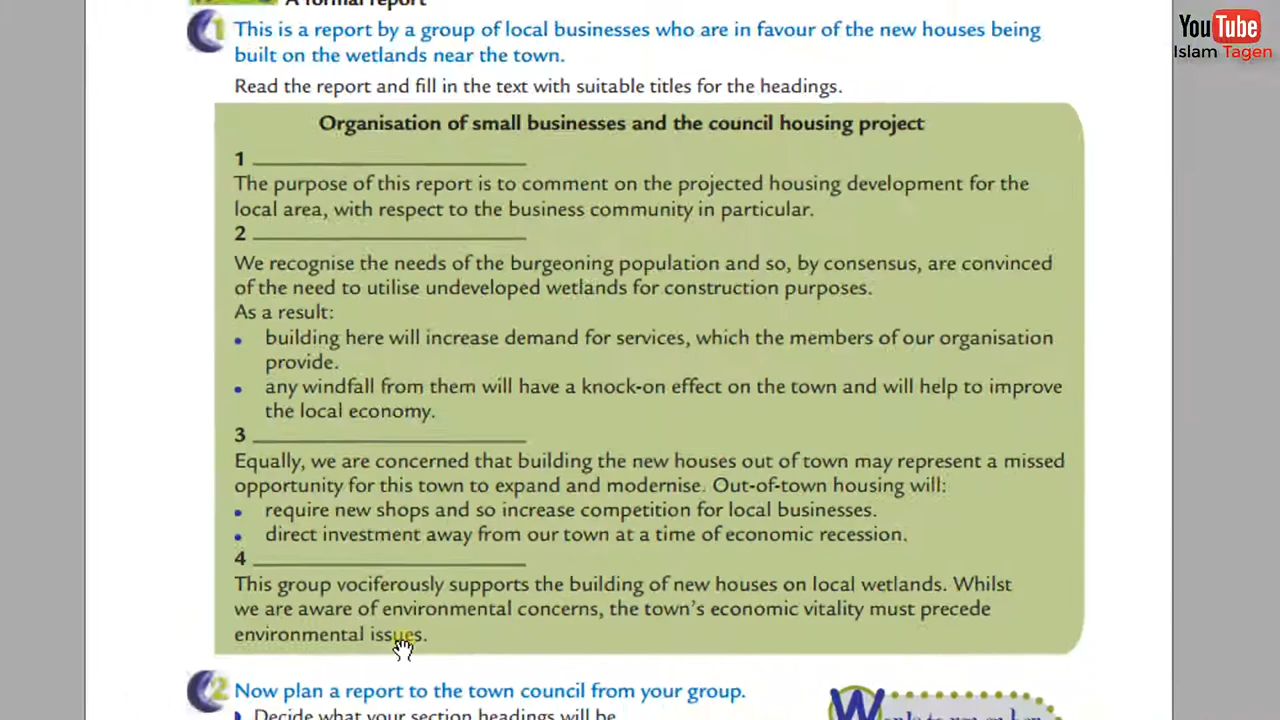 A formal report
You Tube
Islam Tagen
1 This is a report by a group of local businesses who are in favour of the new houses being
built on the wetlands near the town.
Read the report and fill in the text with suitable titles for the headings.
Organisation of small businesses and the council housing project
1
The purpose of this report is to comment on the projected housing development for the
local area, with respect to the business community in particular.
2
We recognise the needs of the burgeoning population and so, by consensus, are convinced
of the need to utilise undeveloped wetlands for construction purposes.
As a result:
• building here will increase demand for services, which the members of our organisation
provide.
• any windfall from them will have a knock-on effect on the town and will help to improve
the local economy.
3
Equally, we are concerned that building the new houses out of town may represent a missed
opportunity for this town to expand and modernise. Out-of-town housing will:
• require new shops and so increase competition for local businesses.
• direct investment away from our town at a time of economic recession.
4
This group vociferously supports the building of new houses on local wetlands. Whilst
we are aware of environmental concerns, the town's economic vitality must precede
environmental issues.
2 Now plan a report to the town council from your group.
Decide what your section headings will be